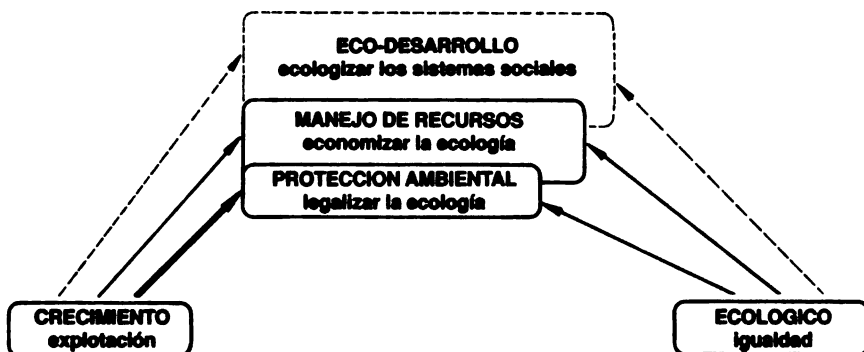 ECO-DESARROLLO
ecologizar los sistemas sociales
MANEJO DE RECURSOS
economizar la ecología
PROTECCION AMBIENTAL
legalizar la ecología
CRECIMIENTO
explotación
ECOLOGICO
igualdad